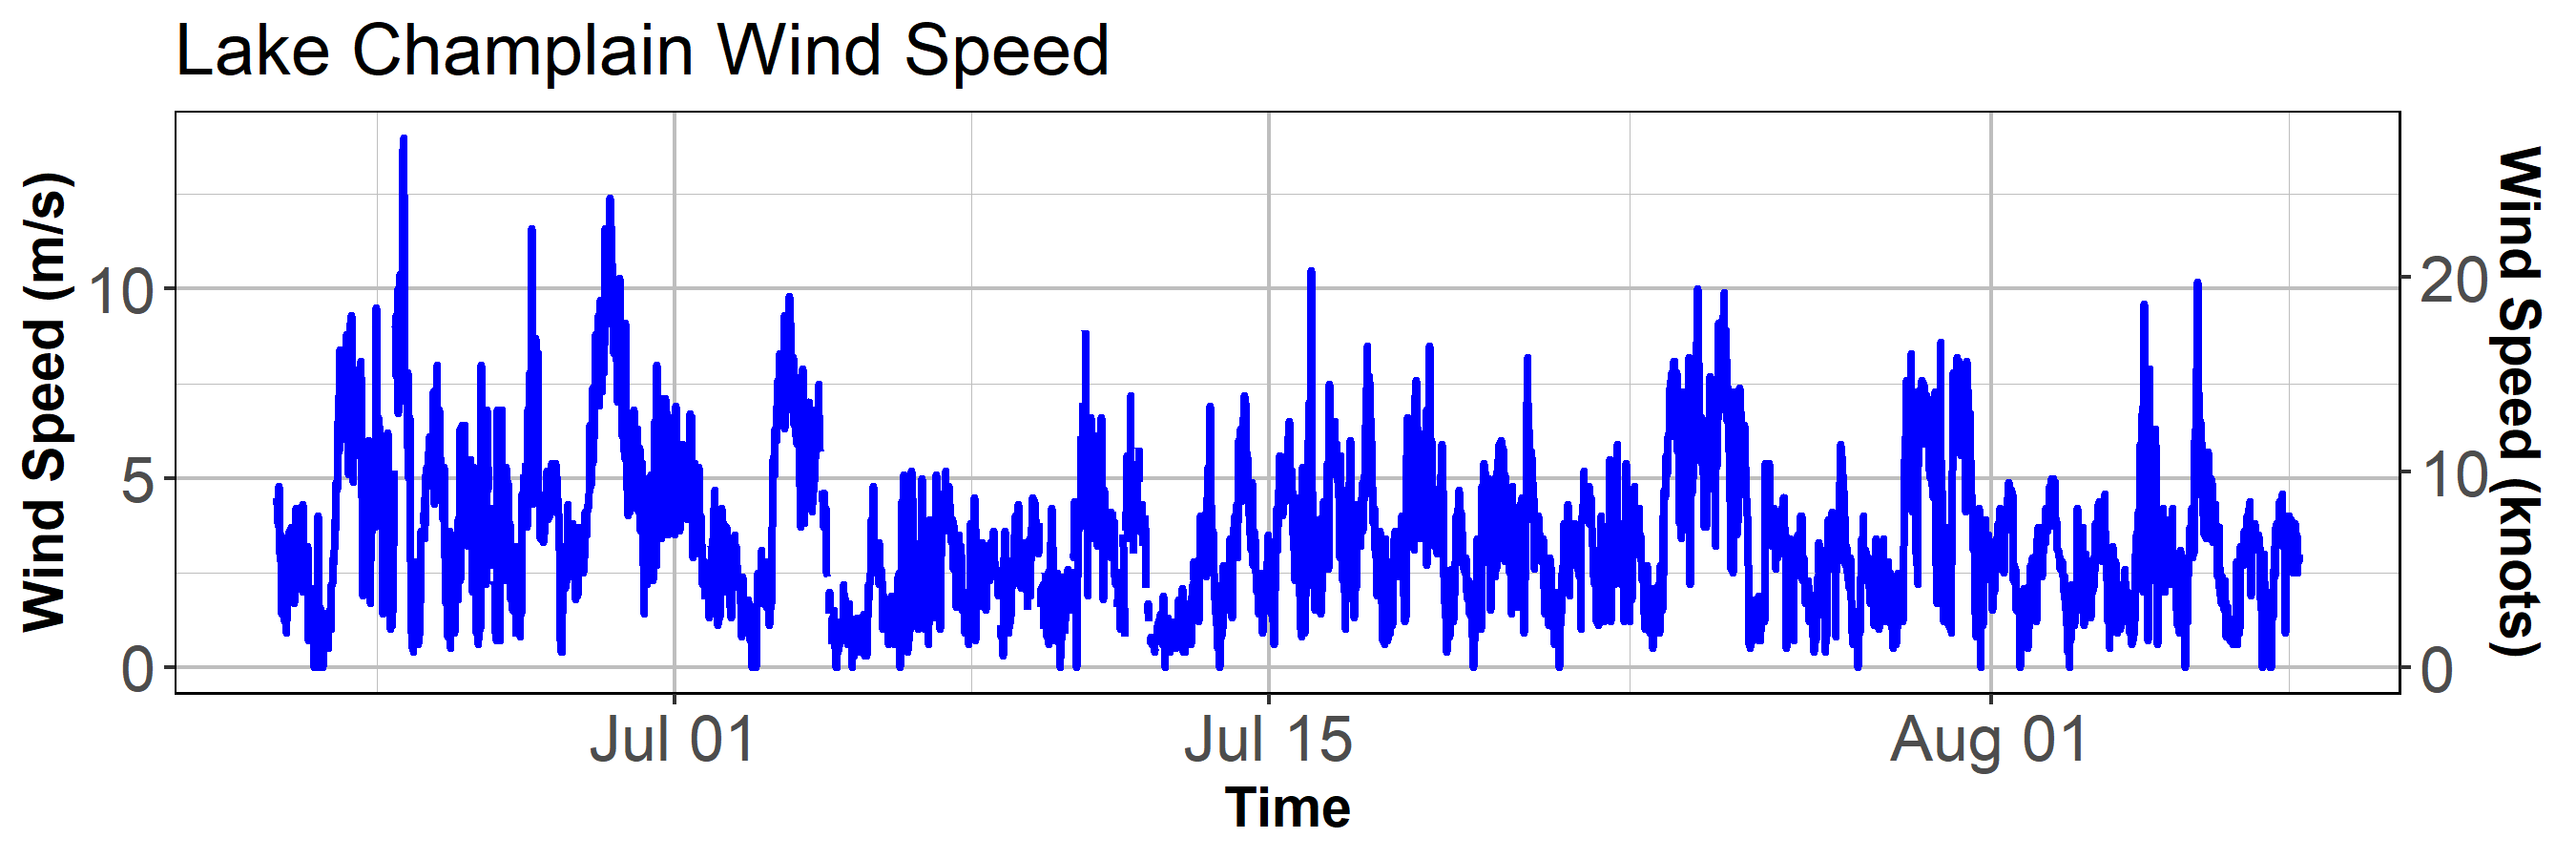 Lake Champlain Wind Speed
Wind Speed (m/s)
10
5
0
20
10
0
Wind Speed (knots)
Jul 01
Jul 15
Aug 01
Time